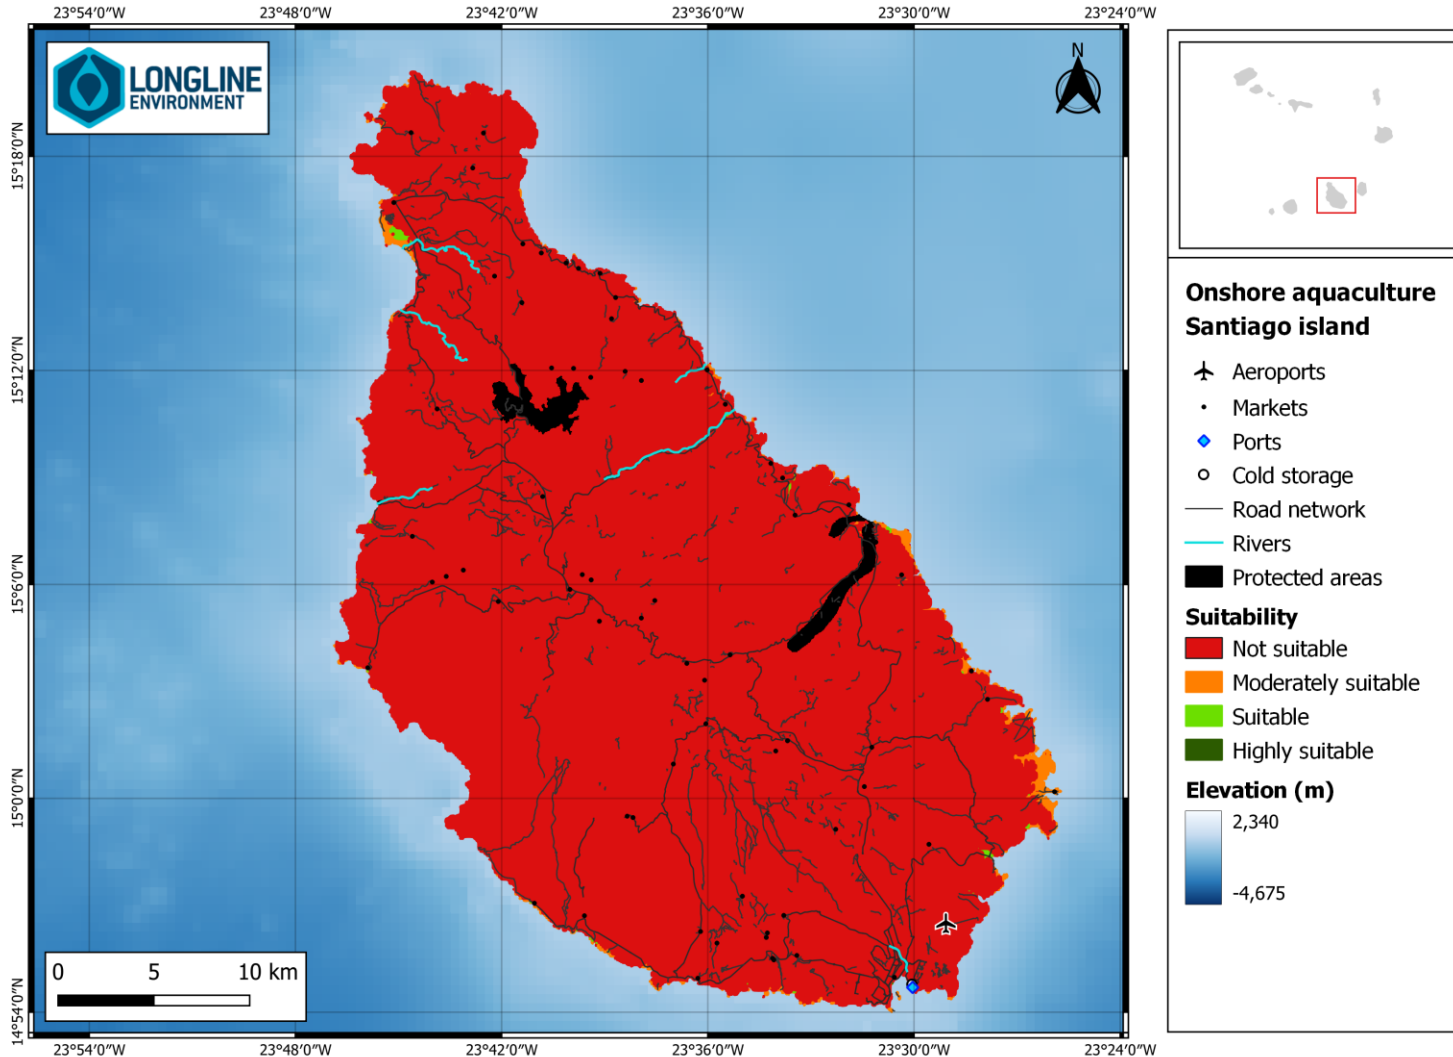 23°54'0"W 23°48'0"W 23°42'0"W 23°36'0"W 23°30'0"W 23°24'0"W
LONGLINE
ENVIRONMENT
N
15°18'0"N
15°12'0"N
15°6'0"N
15°0'0"N
14°54'0"N
0 5 10 km
23°54'0"W 23°48'0"W 23°42'0"W 23°36'0"W 23°30'0"W 23°24'0"W
Onshore aquaculture
Santiago island
Aeroports
Markets
Ports
Cold storage
Road network
Rivers
Protected areas
Suitability
Not suitable
Moderately suitable
Suitable
Highly suitable
Elevation (m)
2,340
-4,675